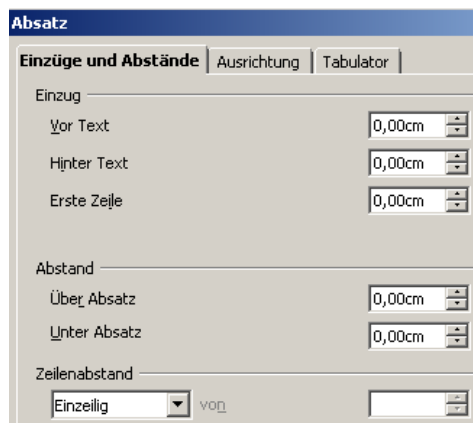 Absatz
Einzüge und Abstände Ausrichtung Tabulator
Einzug
Vor Text 0,00cm
Hinter Text 0,00cm
Erste Zeile 0,00cm
Abstand
Über Absatz 0,00cm
Unter Absatz 0,00cm
Zeilenabstand
Einzeilig von